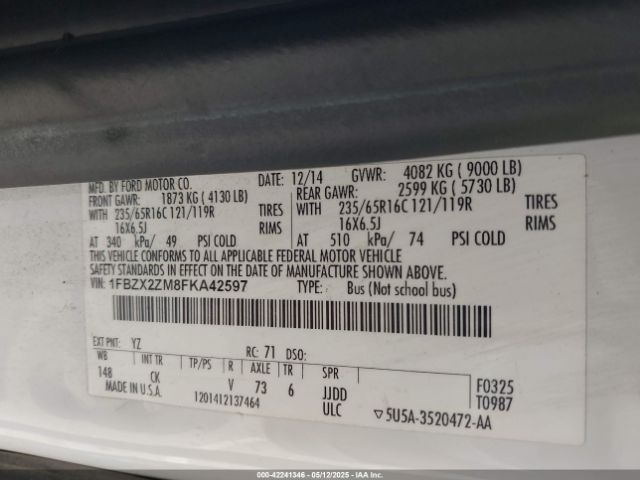 MFD. BY FORD MOTOR CO. DATE: 12/14 GVWR: 4082 KG ( 9000 LB)
FRONT GAWR: 1873 KG ( 4130 LB) REAR GAWR: 2599 KG ( 5730 LB)
WITH 235/65R16C 121/119R TIRES WITH 235/65R16C 121/119R TIRES
16X6.5J RIMS 16X6.5J RIMS
AT 340 kPa/ 49 PSI COLD AT 510 kPa/ 74 PSI COLD
THIS VEHICLE CONFORMS TO ALL APPLICABLE FEDERAL MOTOR VEHICLE
SAFETY STANDARDS IN EFFECT ON THE DATE OF MANUFACTURE SHOWN ABOVE.
VIN: 1FBZX2ZM8FKA42597 TYPE: Bus (Not school bus)
EXT PNT: YZ RC: 71 DSO:
WB INT TR TP/PS R AXLE TR SPR
148 CK V 73 6 JJDD F0325
MADE IN U.S.A. 1201412137464 ULC ▽5U5A-3520472-AA T0987
000-42241346 - 05/12/2025 - IAAI.COM